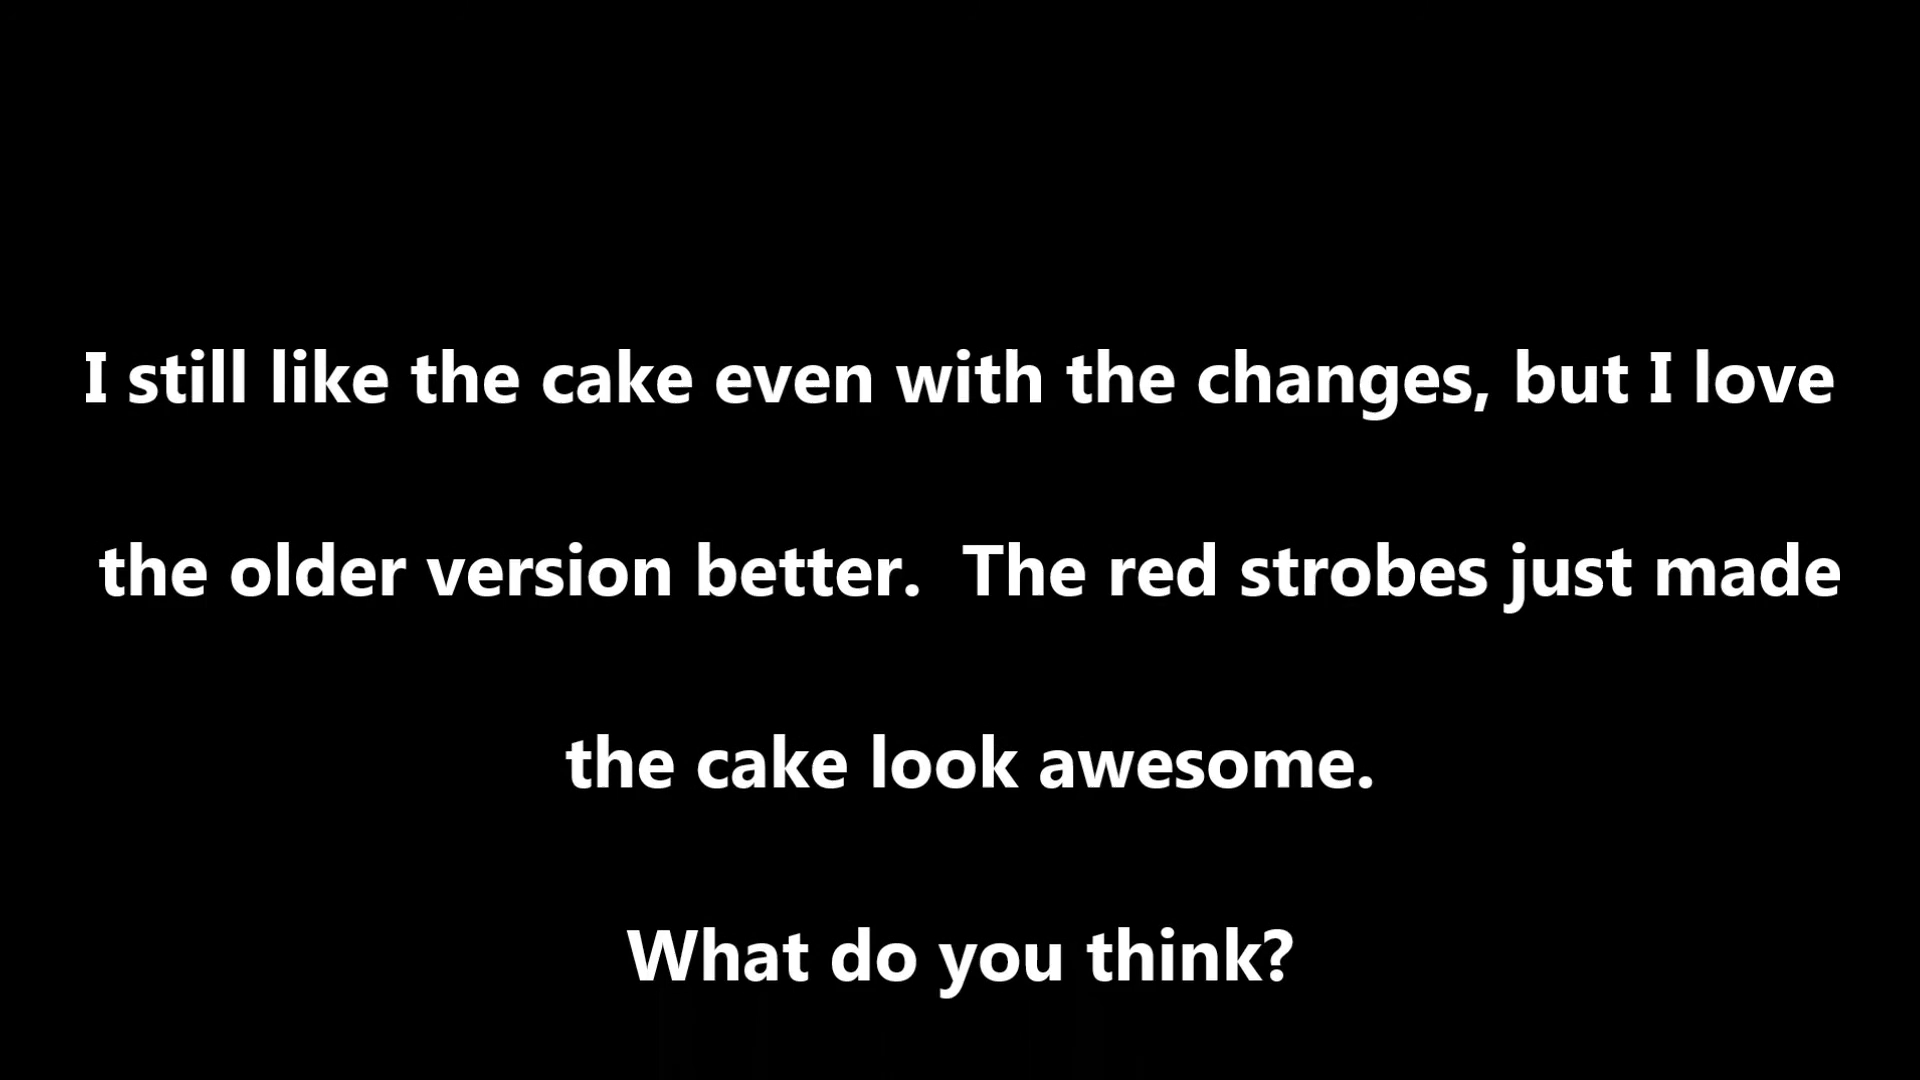 I still like the cake even with the changes, but I love
the older version better.  The red strobes just made
the cake look awesome.
What do you think?